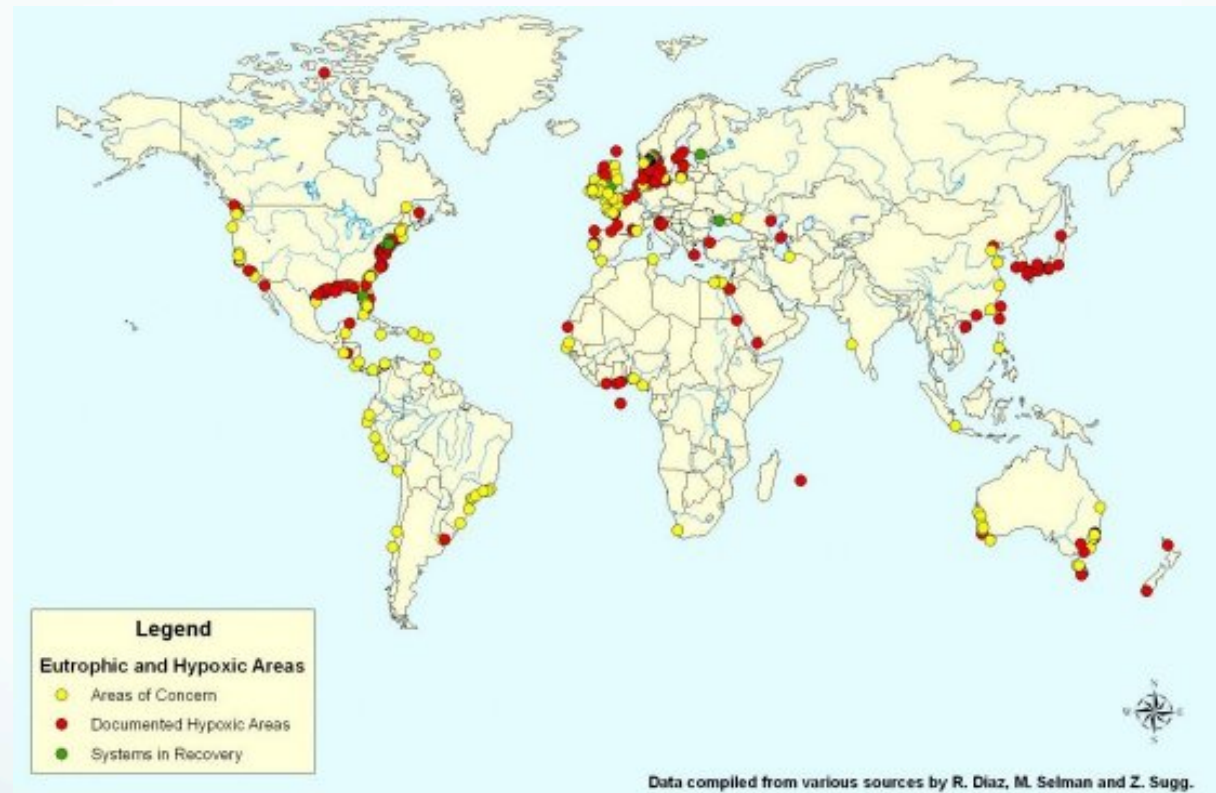 Legend
Eutrophic and Hypoxic Areas
Areas of Concern
Documented Hypoxic Areas
Systems in Recovery
N
W E
S
Data compiled from various sources by R. Diaz, M. Selman and Z. Sugg.